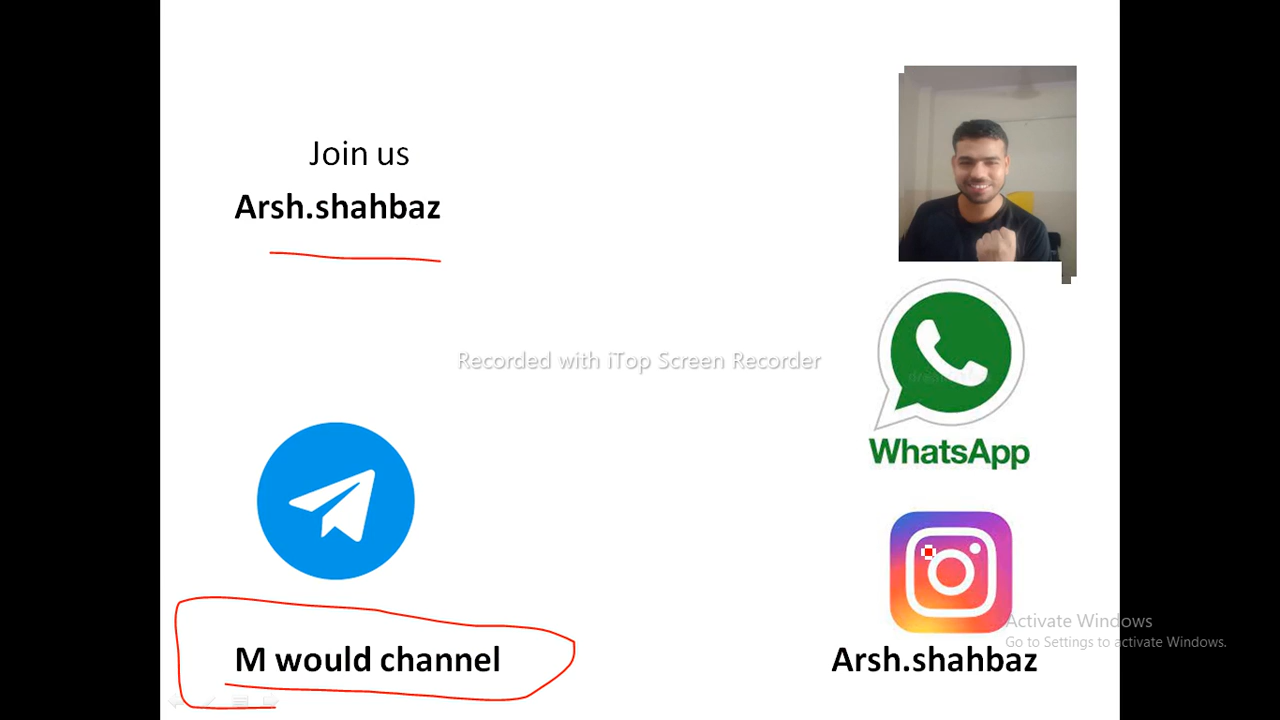 Join us
Arsh.shahbaz
Recorded with iTop Screen Recorder
WhatsApp
M would channel
Arsh.shahbaz
Activate Windows
Go to Settings to activate Windows.